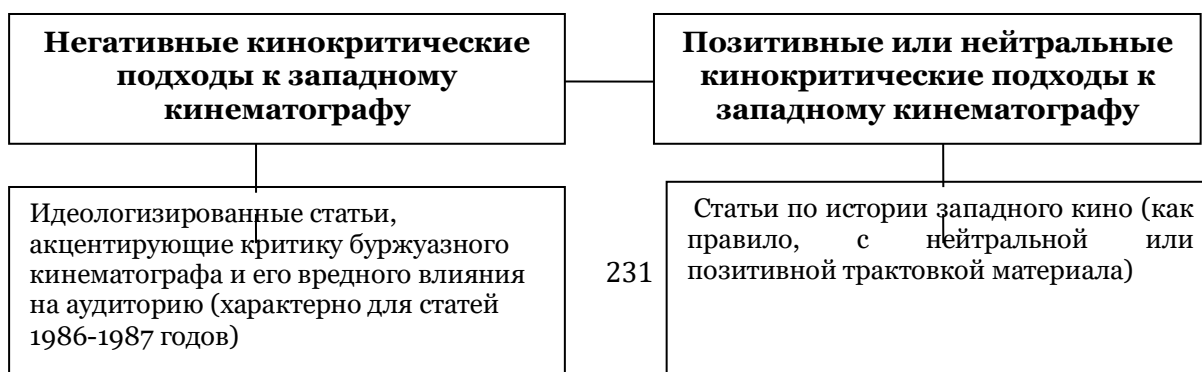 Негативные кинокритические
подходы к западному
кинематографу
Позитивные или нейтральные
кинокритические подходы к
западному кинематографу
Идеологизированные статьи,
акцентирующие критику буржуазного
кинематографа и его вредного влияния
на аудиторию (характерно для статей
1986-1987 годов)
231
Статьи по истории западного кино (как
правило, с нейтральной или
позитивной трактовкой материала)